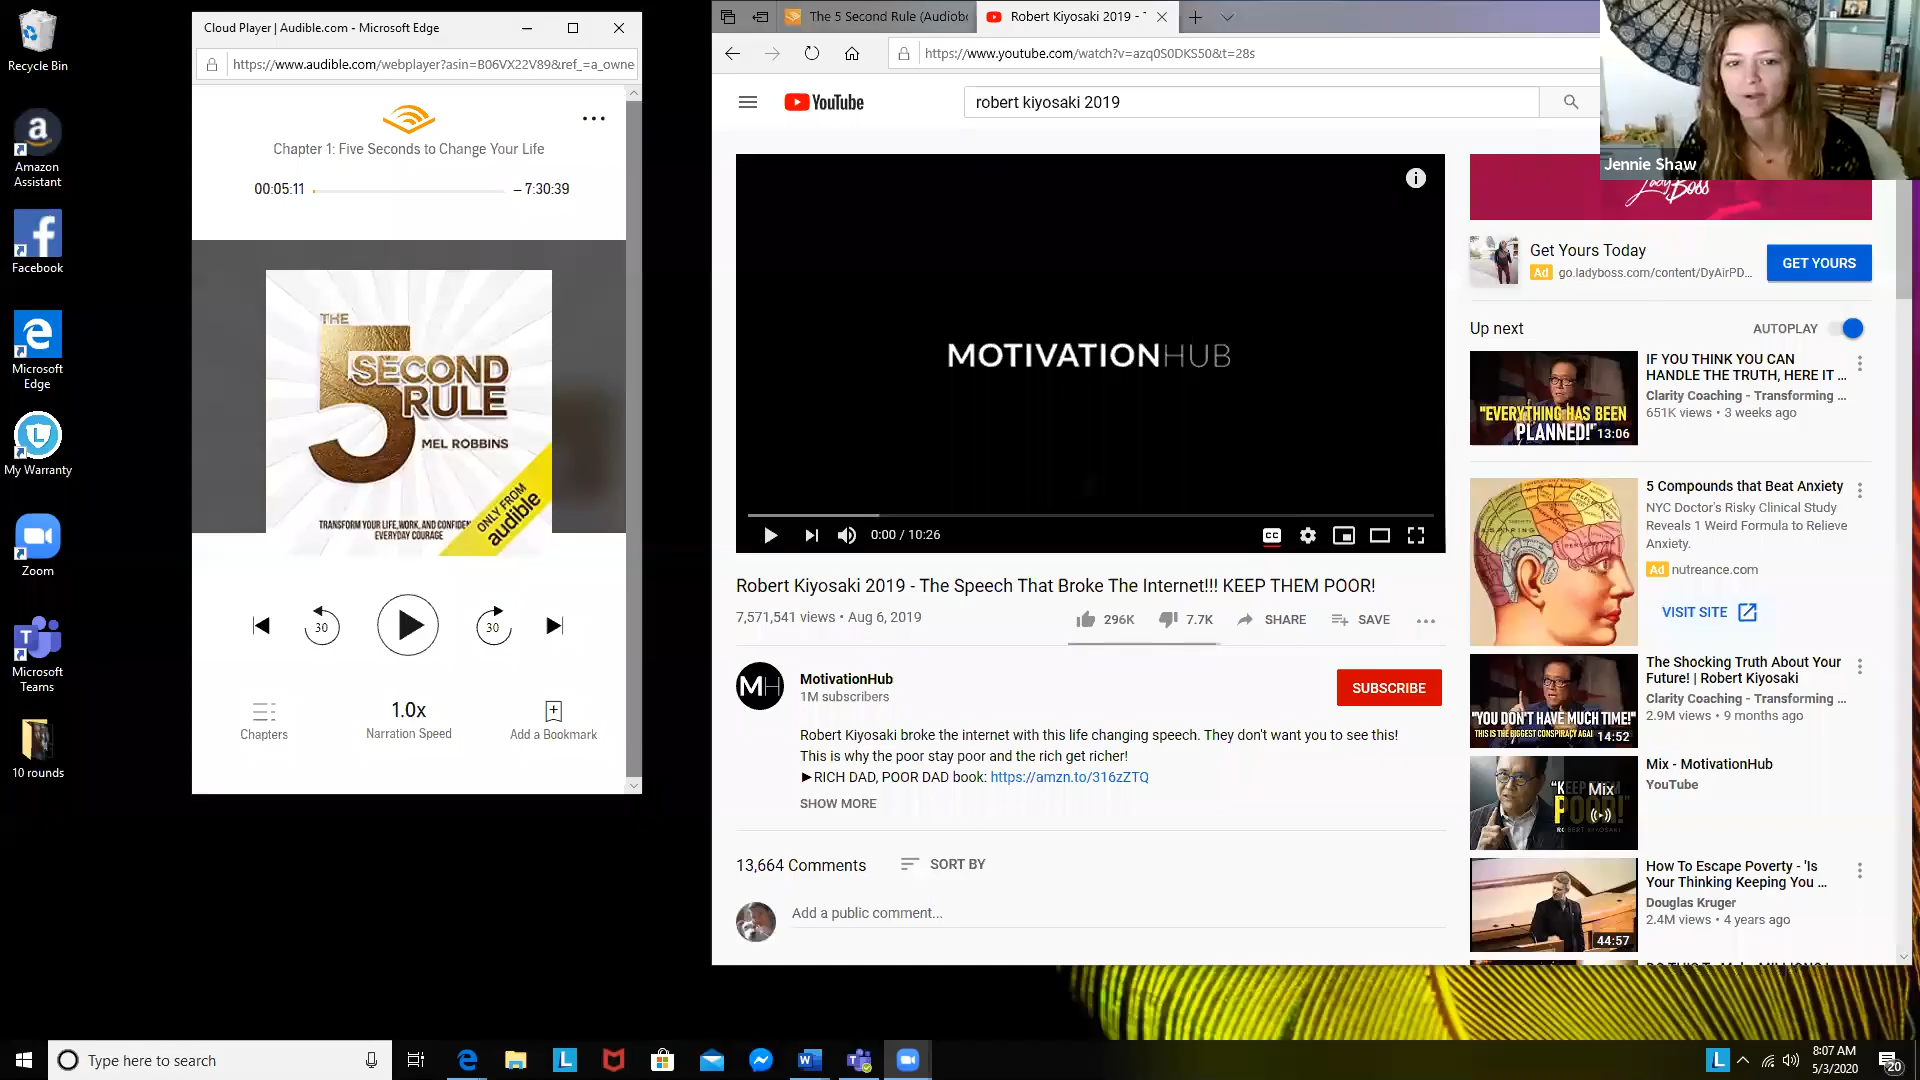 Recycle Bin
Amazon
Assistant
Facebook
Microsoft
Edge
My Warranty
Zoom
Microsoft
Teams
10 rounds
Cloud Player | Audible.com - Microsoft Edge
https://www.audible.com/webplayer?asin=B06VX22V89&ref_=a_owne
Chapter 1: Five Seconds to Change Your Life
00:05:11
– 7:30:39
THE
5
SECOND
RULE
MEL ROBBINS
TRANSFORM YOUR LIFE, WORK, AND CONFIDEN
EVERYDAY COURAGE
ONLY FROM
audible
30
30
1.0x
Chapters
Narration Speed
Add a Bookmark
The 5 Second Rule (Audiobo
Robert Kiyosaki 2019 -
https://www.youtube.com/watch?v=azq0S0DKS50&t=28s
YouTube
robert kiyosaki 2019
Jennie Shaw
MOTIVATIONHUB
0:00 / 10:26
CC
Robert Kiyosaki 2019 - The Speech That Broke The Internet!!! KEEP THEM POOR!
7,571,541 views • Aug 6, 2019
296K
7.7K
SHARE
SAVE
MH
MotivationHub
1M subscribers
SUBSCRIBE
Robert Kiyosaki broke the internet with this life changing speech. They don't want you to see this!
This is why the poor stay poor and the rich get richer!
►RICH DAD, POOR DAD book: https://amzn.to/316zZTQ
SHOW MORE
13,664 Comments
SORT BY
Add a public comment...
Lady Boss
Get Yours Today
Ad go.ladyboss.com/content/DyAirPD...
GET YOURS
Up next
AUTOPLAY
"EVERYTHING HAS BEEN
PLANNED!"
13:06
IF YOU THINK YOU CAN
HANDLE THE TRUTH, HERE IT ...
Clarity Coaching - Transforming ...
651K views • 3 weeks ago
5 Compounds that Beat Anxiety
NYC Doctor's Risky Clinical Study
Reveals 1 Weird Formula to Relieve
Anxiety.
Ad nutreance.com
VISIT SITE
"YOU DON'T HAVE MUCH TIME!"
THIS IS THE BIGGEST CONSPIRACY AGAI
14:52
The Shocking Truth About Your
Future! | Robert Kiyosaki
Clarity Coaching - Transforming ...
2.9M views • 9 months ago
Mix
Mix - MotivationHub
YouTube
44:57
How To Escape Poverty - 'Is
Your Thinking Keeping You ...
Douglas Kruger
2.4M views • 4 years ago
Type here to search
8:07 AM
5/3/2020
20